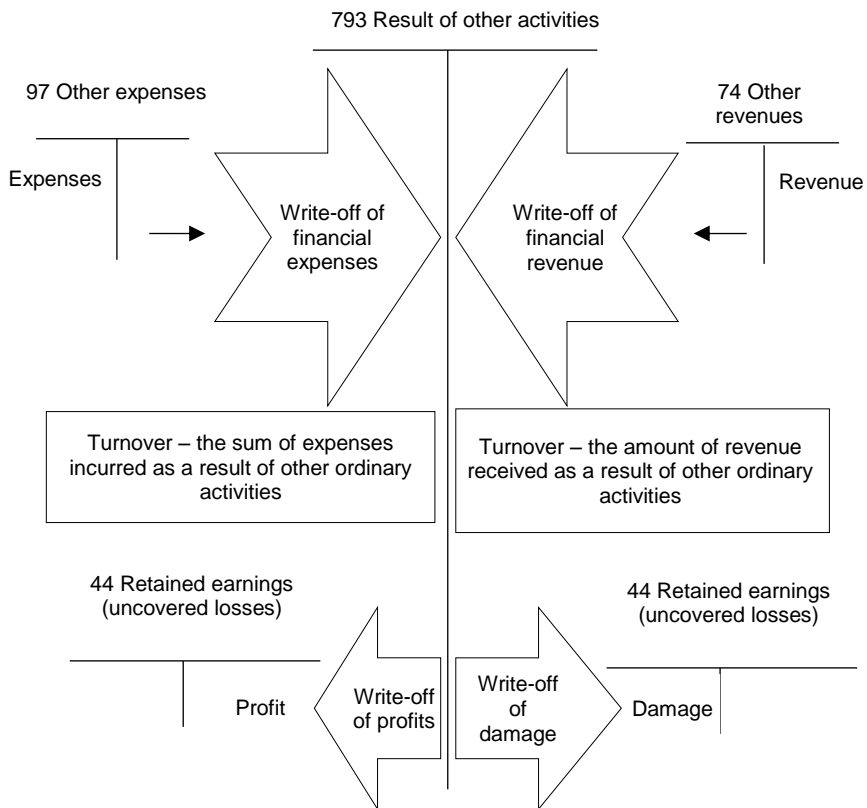 793 Result of other activities
97 Other expenses
74 Other
revenues
Expenses
Revenue
Write-off of
financial
expenses
Write-off of
financial
revenue
Turnover – the sum of expenses
incurred as a result of other ordinary
activities
Turnover – the amount of revenue
received as a result of other ordinary
activities
44 Retained earnings
(uncovered losses)
44 Retained earnings
(uncovered losses)
Profit
Write-off
of profits
Write-off
of
damage
Damage